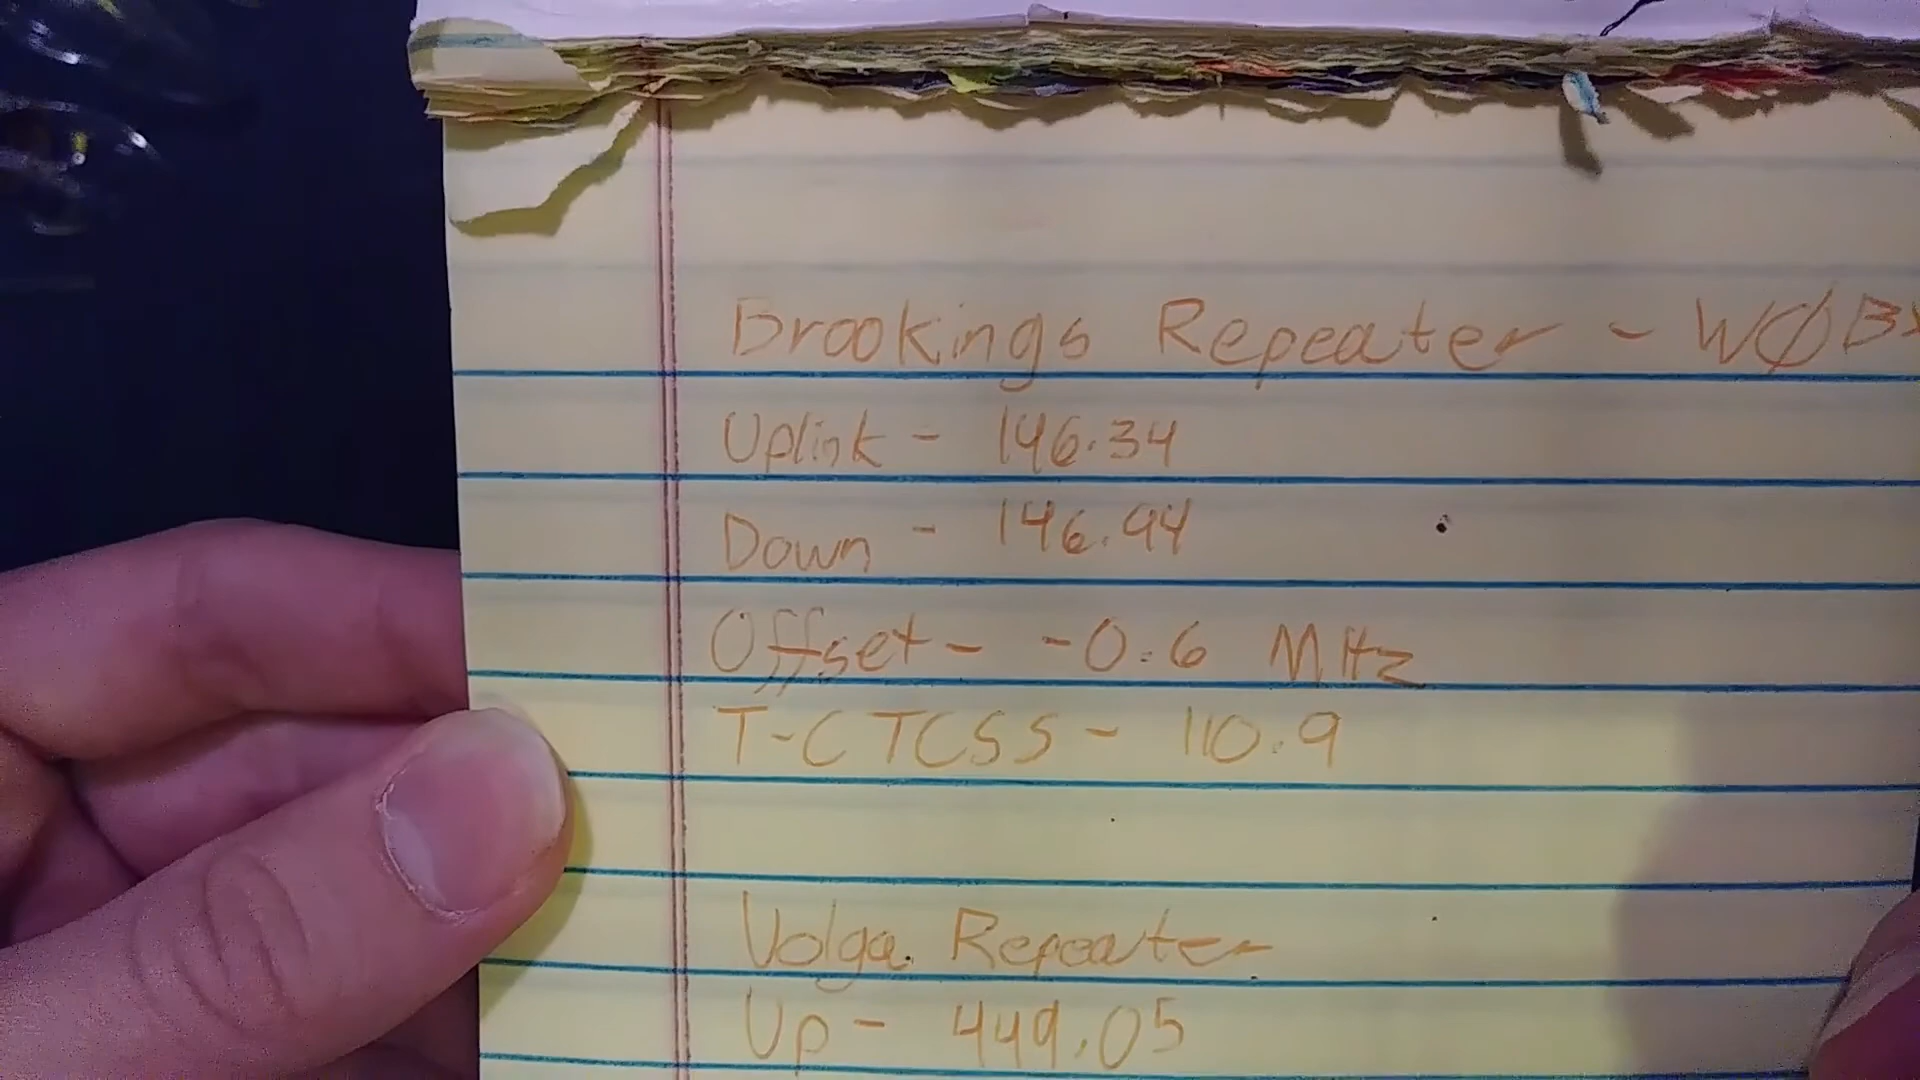 Brookings Repeater - WØB
Uplink - 146.34
Down - 146.94
Offset - -0.6 MHz
T-CTCSS - 110.9
Volga Repeater
Up - 449.05